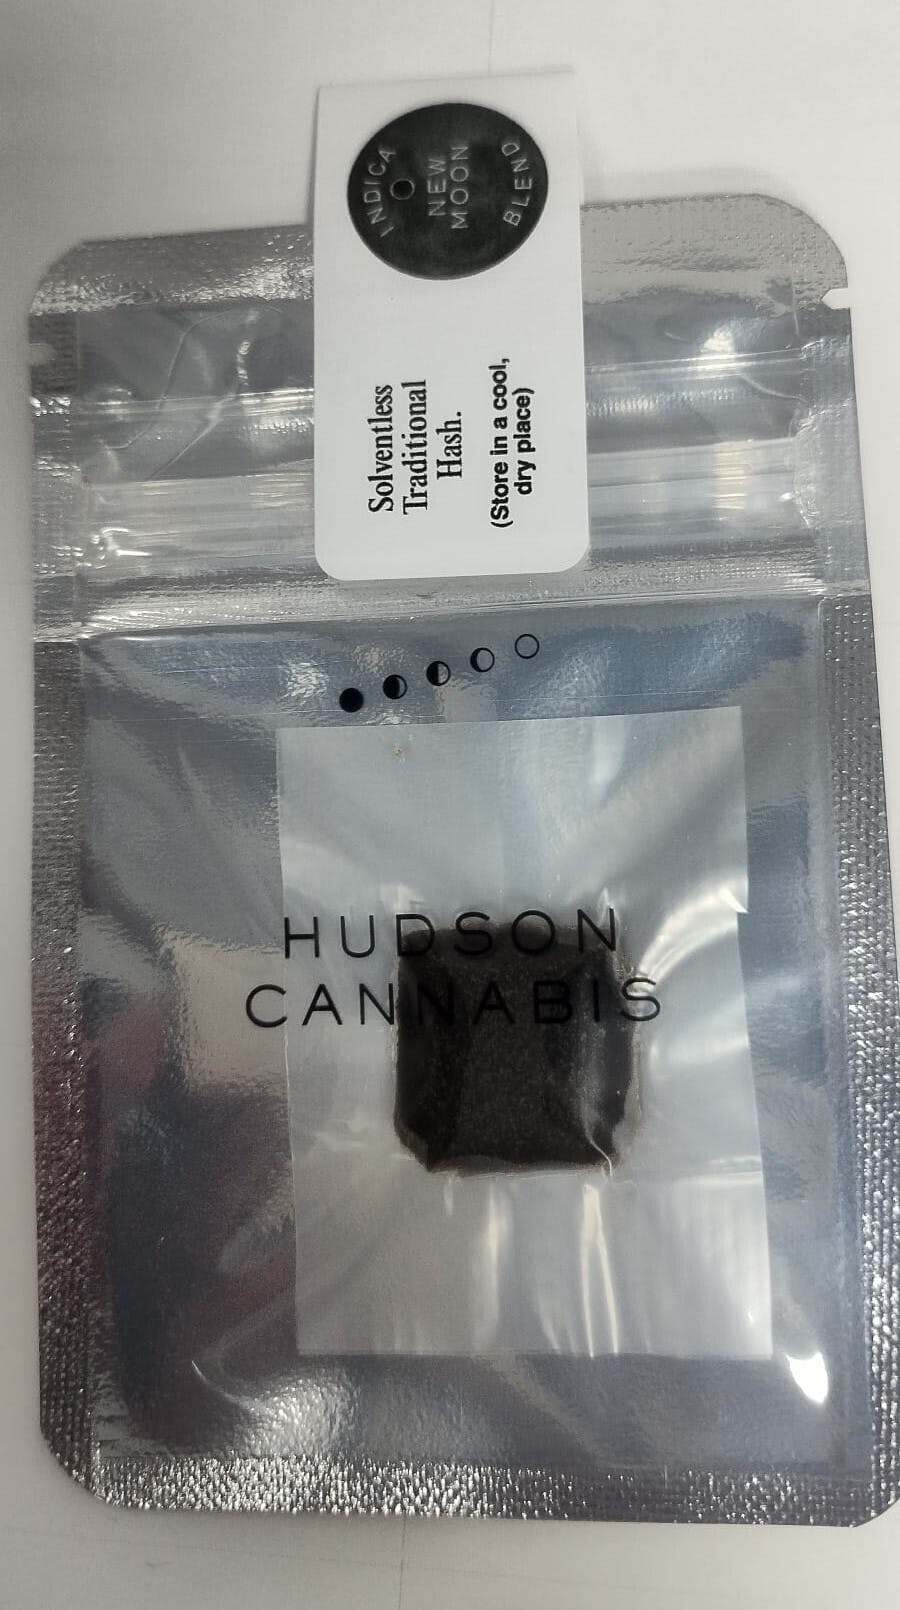 INDICA
NEW
MOON
BLEND
Solventless
Traditional
Hash.
(Store in a cool,
dry place)
HUDSON
CANNABIS